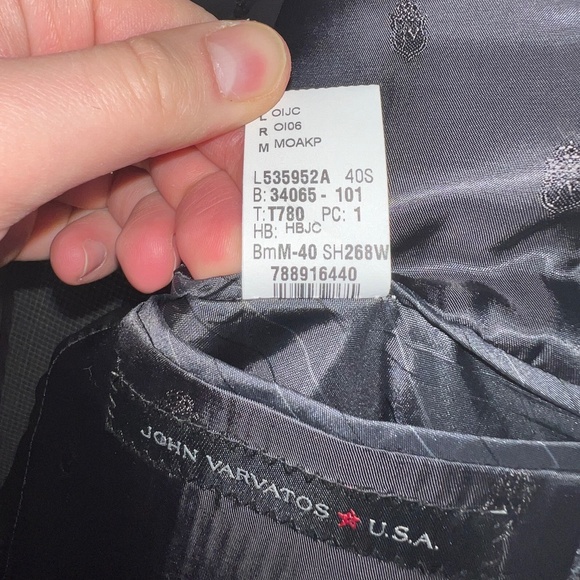 L OIJC
R OI06
M MOAKP
L535952A 40S
B: 34065 - 101
T: T780 PC: 1
HB: HBJC
BmM-40 SH268W
788916440
JOHN VARVATOS ★ U.S.A.